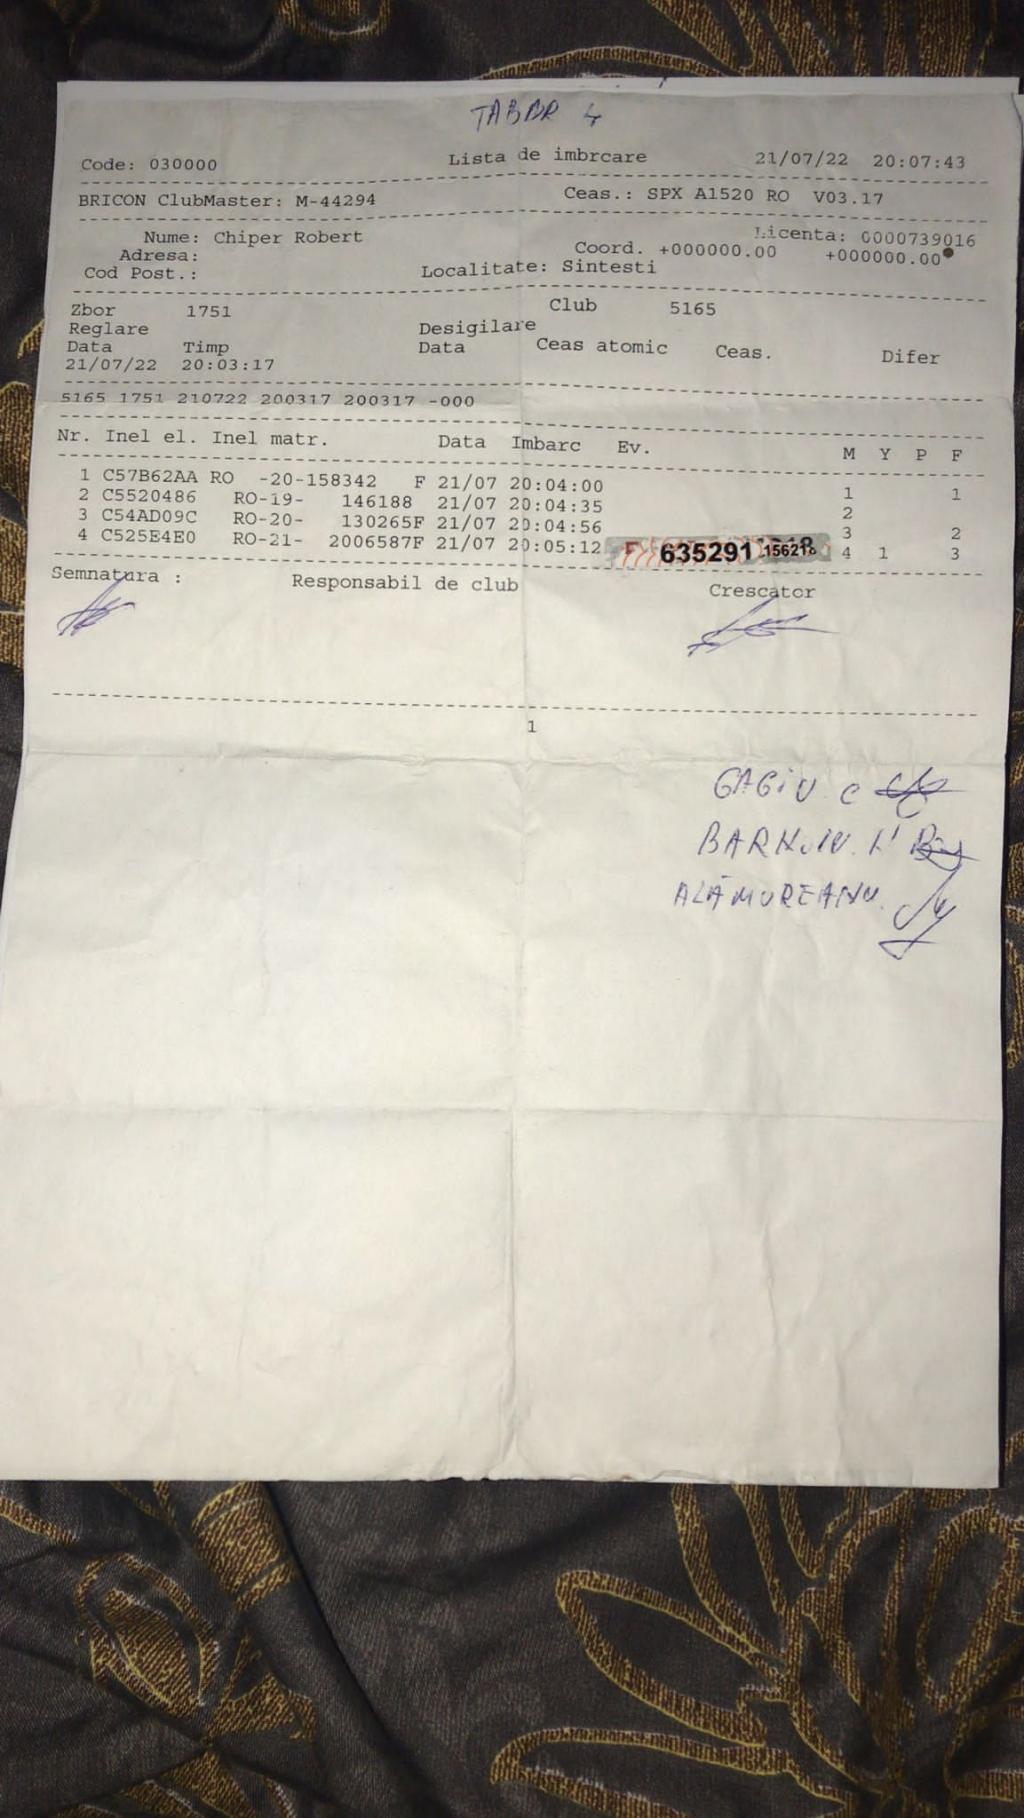 TABOR 4
Code: 030000 Lista de imbrcare 21/07/22 20:07:43
BRICON ClubMaster: M-44294 Ceas.: SPX A1520 RO V03.17
Nume: Chiper Robert Licenta: 0000739016
Adresa: Coord. +000000.00 +000000.00
Cod Post.: Localitate: Sintesti
Zbor 1751 Club 5165
Reglare Desigilare
Data Timp Data Ceas atomic Ceas. Difer
21/07/22 20:03:17
5165 1751 210722 200317 200317 -000
Nr. Inel el. Inel matr. Data Imbarc Ev. M Y P F
1 C57B62AA RO -20-158342 F 21/07 20:04:00 1 1
2 C5520486 RO-19- 146188 21/07 20:04:35 2
3 C54AD09C RO-20- 130265F 21/07 20:04:56 3 2
4 C525E4E0 RO-21- 2006587F 21/07 20:05:12 635291 156218 4 1 3
Semnatura : Responsabil de club Crescator
1
GAGIU C
ALĂMUREANU